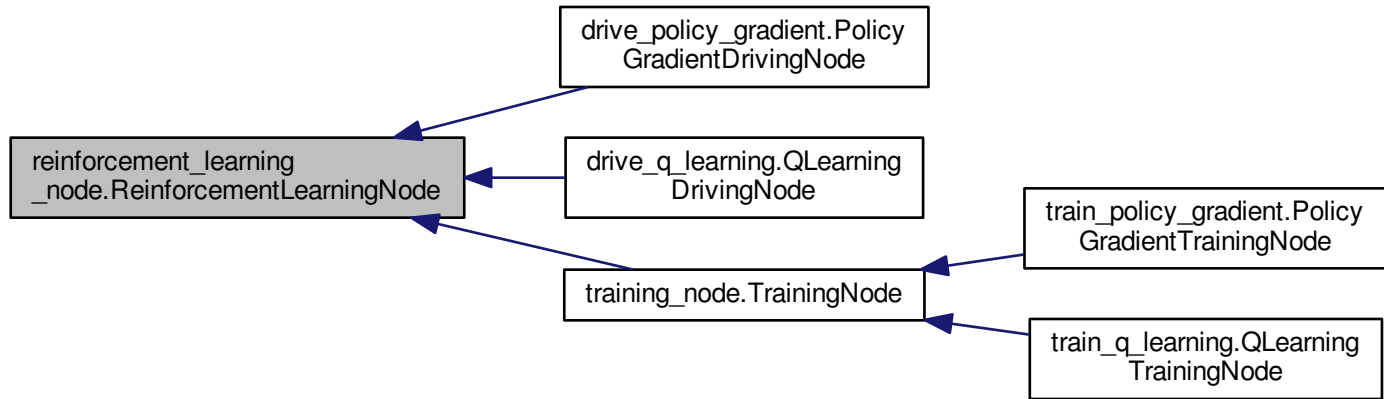 drive_policy_gradient.Policy
GradientDrivingNode
reinforcement_learning
_node.ReinforcementLearningNode
drive_q_learning.QLearning
DrivingNode
training_node.TrainingNode
train_policy_gradient.Policy
GradientTrainingNode
train_q_learning.QLearning
TrainingNode